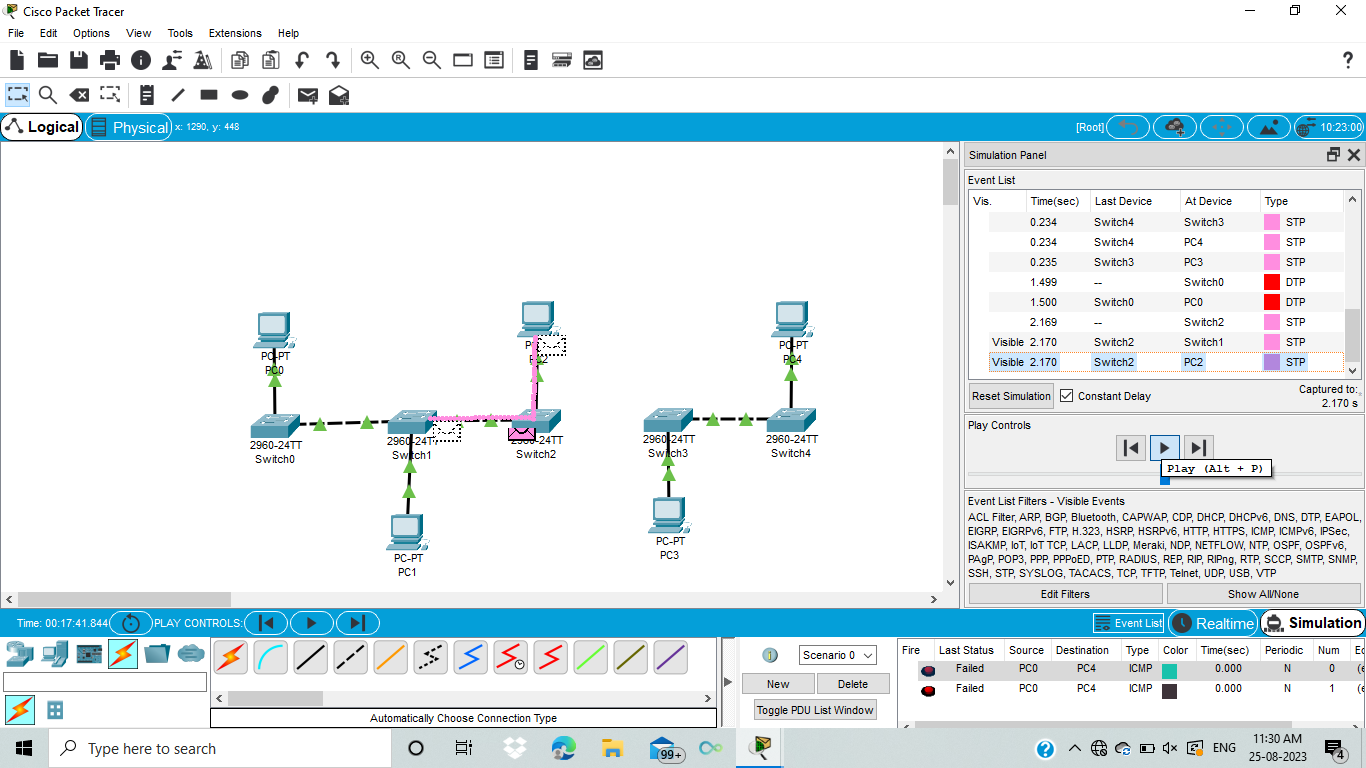 Cisco Packet Tracer
File Edit Options View Tools Extensions Help
?
Logical Physical x: 1290, y: 448 [Root] 10:23:00
Simulation Panel
Event List
Vis. Time(sec) Last Device At Device Type
0.234 Switch4 Switch3 STP
0.234 Switch4 PC4 STP
0.235 Switch3 PC3 STP
1.499 -- Switch0 DTP
1.500 Switch0 PC0 DTP
2.169 -- Switch2 STP
Visible 2.170 Switch2 Switch1 STP
Visible 2.170 Switch2 PC2 STP
Reset Simulation Constant Delay Captured to:
2.170 s
Play Controls
Play (Alt + P)
Event List Filters - Visible Events
ACL Filter, ARP, BGP, Bluetooth, CAPWAP, CDP, DHCP, DHCPv6, DNS, DTP, EAPOL,
EIGRP, EIGRPv6, FTP, H.323, HSRP, HSRPv6, HTTP, HTTPS, ICMP, ICMPv6, IPSec,
ISAKMP, IoT, IoT TCP, LACP, LLDP, Meraki, NDP, NETFLOW, NTP, OSPF, OSPFv6,
PAgP, POP3, PPP, PPPoED, PTP, RADIUS, REP, RIP, RIPng, RTP, SCCP, SMTP, SNMP,
SSH, STP, SYSLOG, TACACS, TCP, TFTP, Telnet, UDP, USB, VTP
Edit Filters Show All/None
PC-PT
PC0
PC-PT
PC4
2960-24TT
Switch0
Switch1
2960-24TT
Switch2
2960-24TT
Switch3
2960-24TT
Switch4
PC-PT
PC1
PC-PT
PC3
Time: 00:17:41.844 PLAY CONTROLS:
Event List Realtime Simulation
Automatically Choose Connection Type
Scenario 0
New Delete
Toggle PDU List Window
Fire Last Status Source Destination Type Color Time(sec) Periodic N Num
Failed PC0 PC4 ICMP 0.000 N 0
Failed PC0 PC4 ICMP 0.000 N 1
Type here to search
99+
ENG
11:30 AM
25-08-2023
4